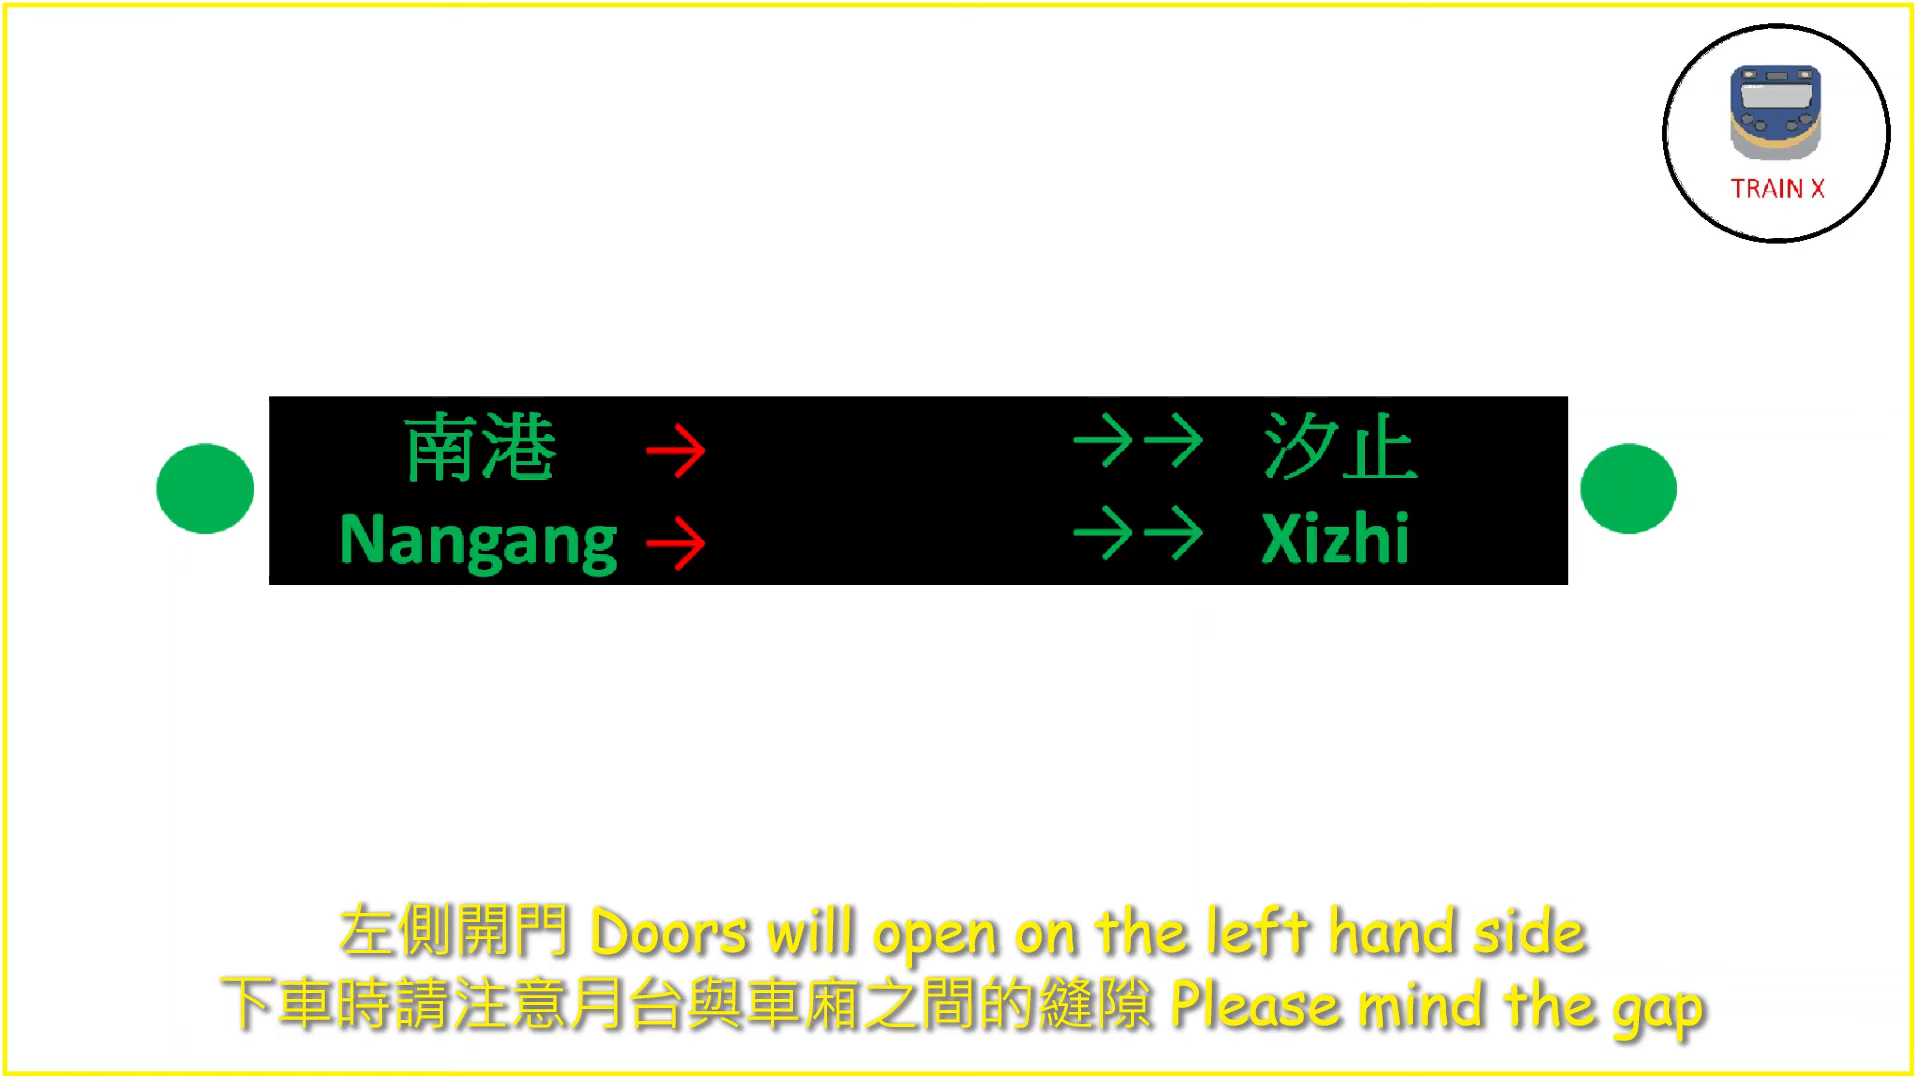 TRAIN X
南港 → →→ 汐止
Nangang → →→ Xizhi
左側開門 Doors will open on the left hand side
下車時請注意月台與車廂之間的縫隙 Please mind the gap